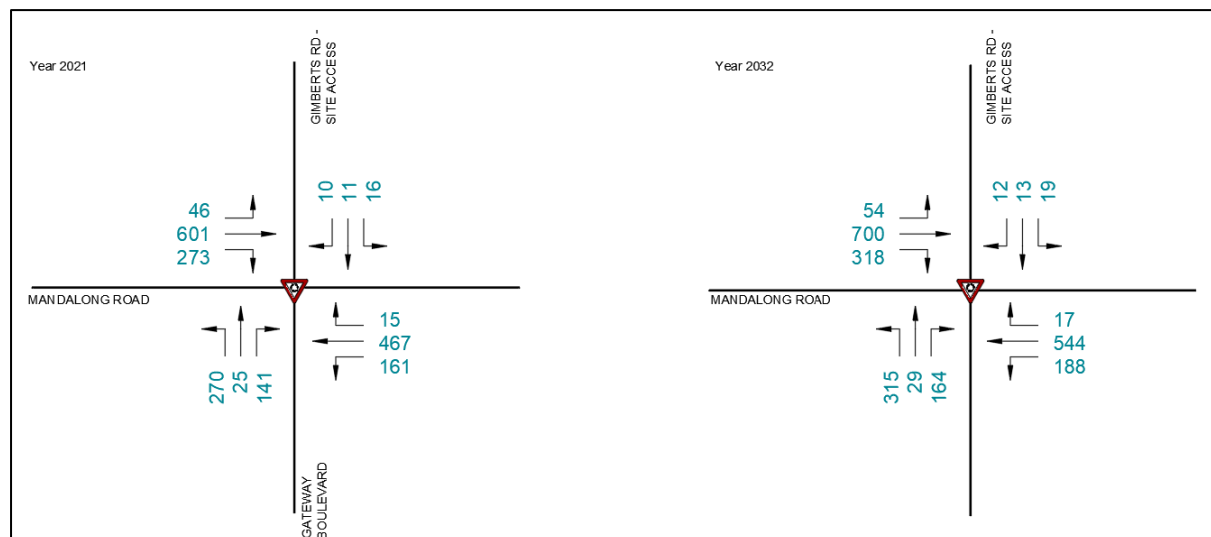 Year 2021
GIMBERTS RD -
SITE ACCESS
46
601
273
10
11
16
MANDALONG ROAD
15
467
161
270
25
141
GATEWAY
BOULEVARD
Year 2032
GIMBERTS RD -
SITE ACCESS
54
700
318
12
13
19
MANDALONG ROAD
17
544
188
315
29
164